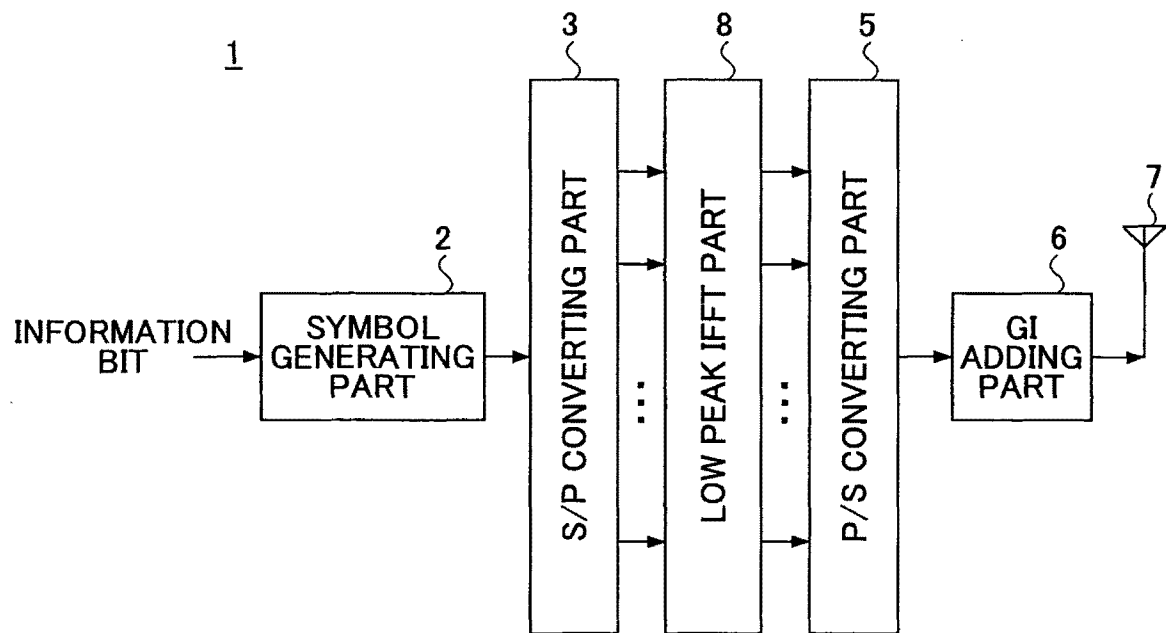 1
3
8
5
7
2
6
INFORMATION
BIT
SYMBOL
GENERATING
PART
S/P CONVERTING PART
LOW PEAK IFFT PART
P/S CONVERTING PART
GI
ADDING
PART